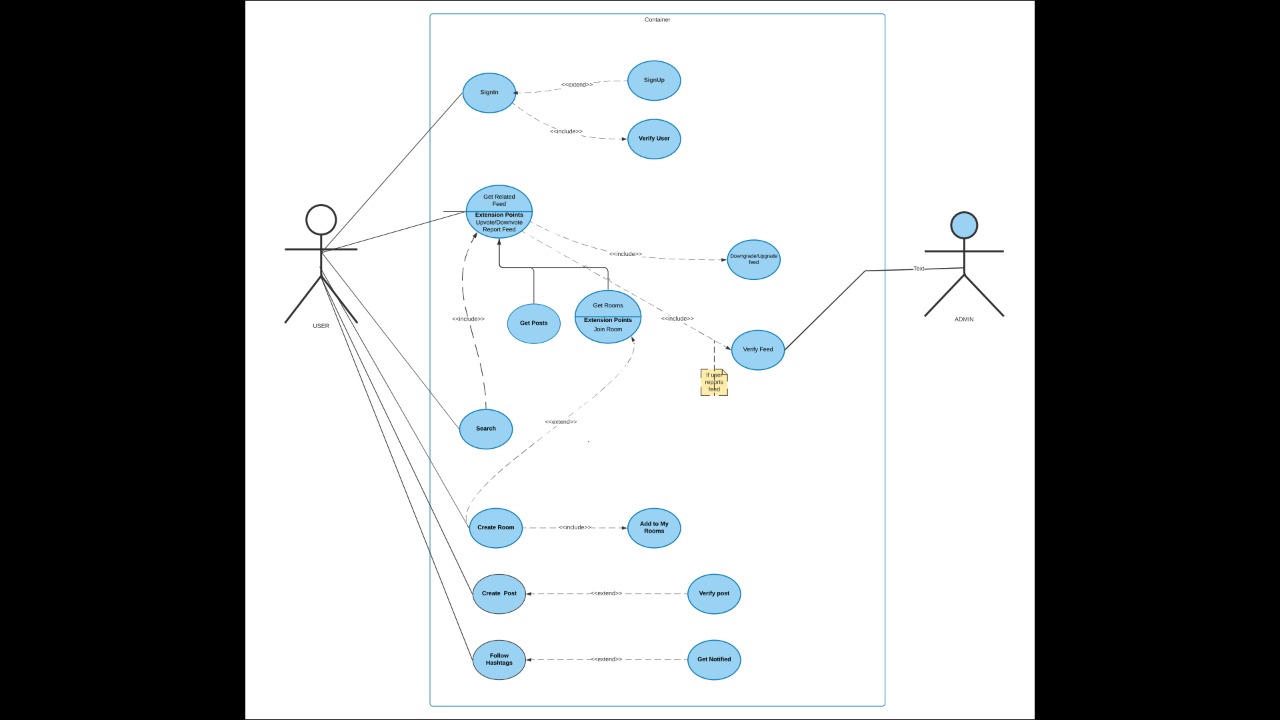 Container
SignIn
<<extend>>
SignUp
<<include>>
Verify User
Get Related
Feed
Extension Points
Upvote/Downvote
Report Feed
<<include>>
Downgrade/Upgrade
feed
Text
USER
ADMIN
<<include>>
Get Posts
Get Rooms
Extension Points
Join Room
<<include>>
Verify Feed
If user
reports
feed
Search
<<extend>>
Create Room
<<include>>
Add to My
Rooms
Create Post
<<extend>>
Verify post
Follow
Hashtags
<<extend>>
Get Notified